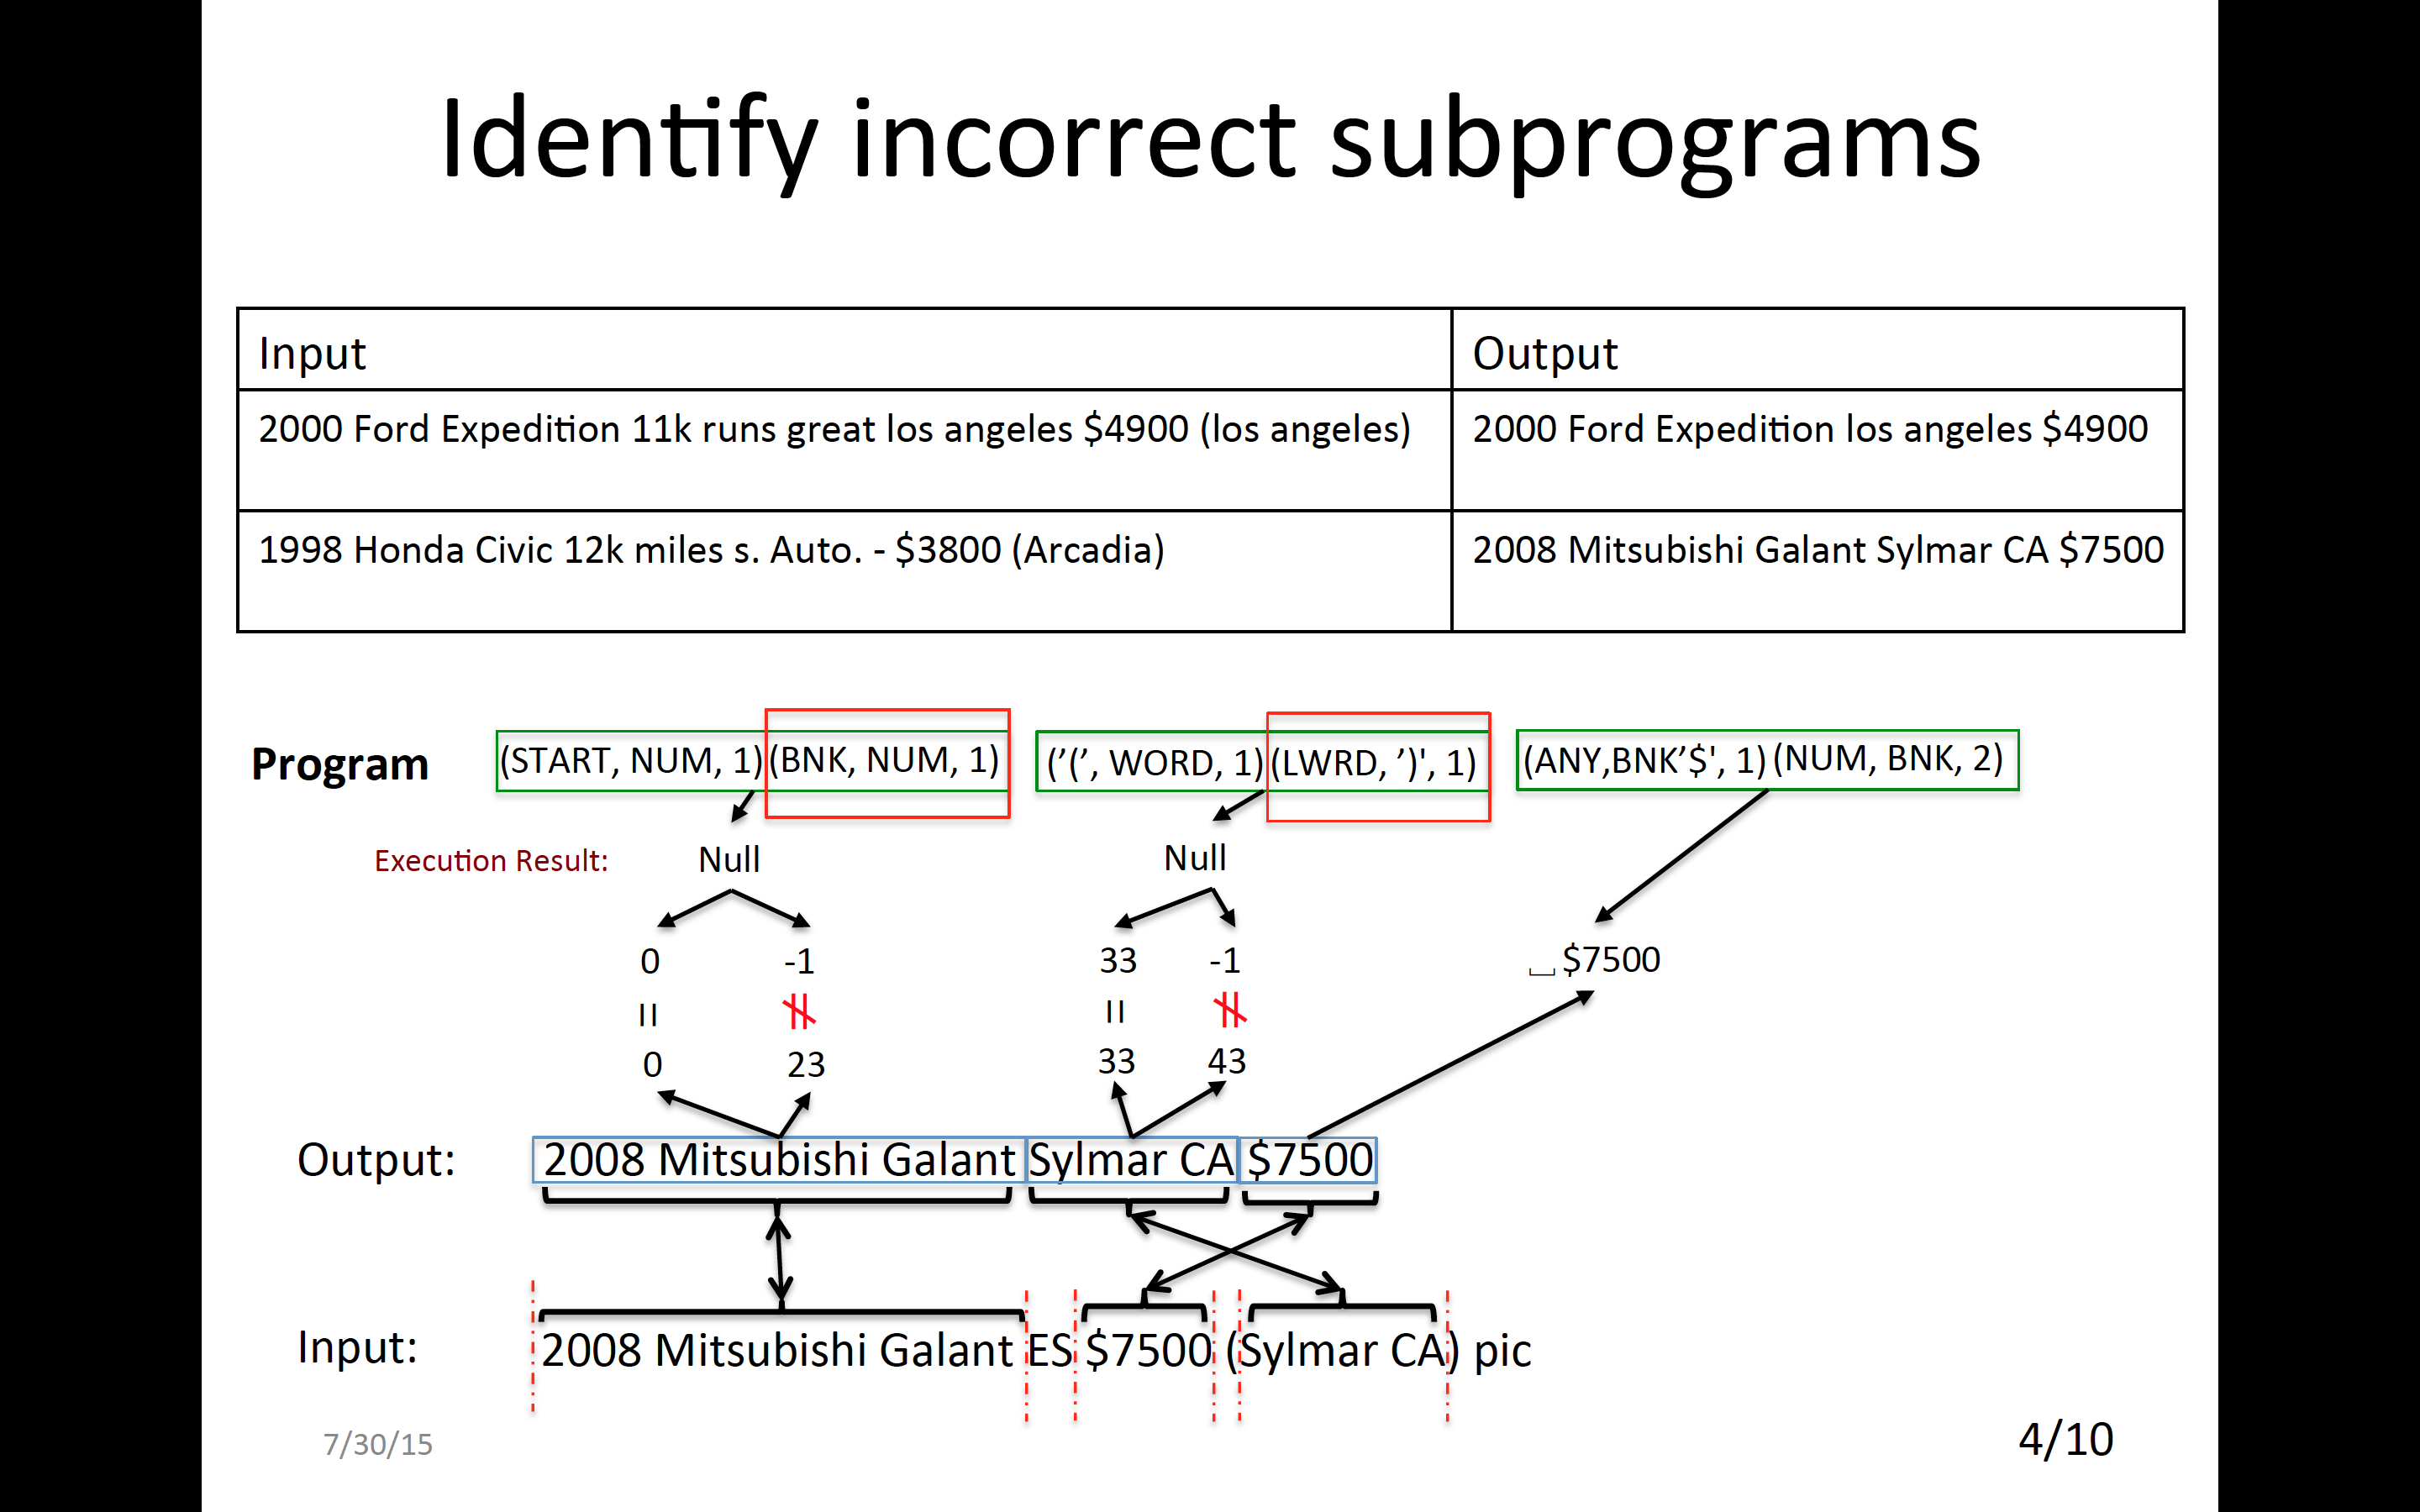 Identify incorrect subprograms
Input Output
2000 Ford Expedition 11k runs great los angeles $4900 (los angeles) 2000 Ford Expedition los angeles $4900
1998 Honda Civic 12k miles s. Auto. - $3800 (Arcadia) 2008 Mitsubishi Galant Sylmar CA $7500
Program (START, NUM, 1) (BNK, NUM, 1) (’(’, WORD, 1) (LWRD, ’)', 1) (ANY,BNK’$', 1) (NUM, BNK, 2)
Execution Result: Null Null
0 -1 33 -1 ⎵$7500
= ≠ = ≠
0 23 33 43
Output: 2008 Mitsubishi Galant Sylmar CA $7500
Input: 2008 Mitsubishi Galant ES $7500 (Sylmar CA) pic
7/30/15 4/10